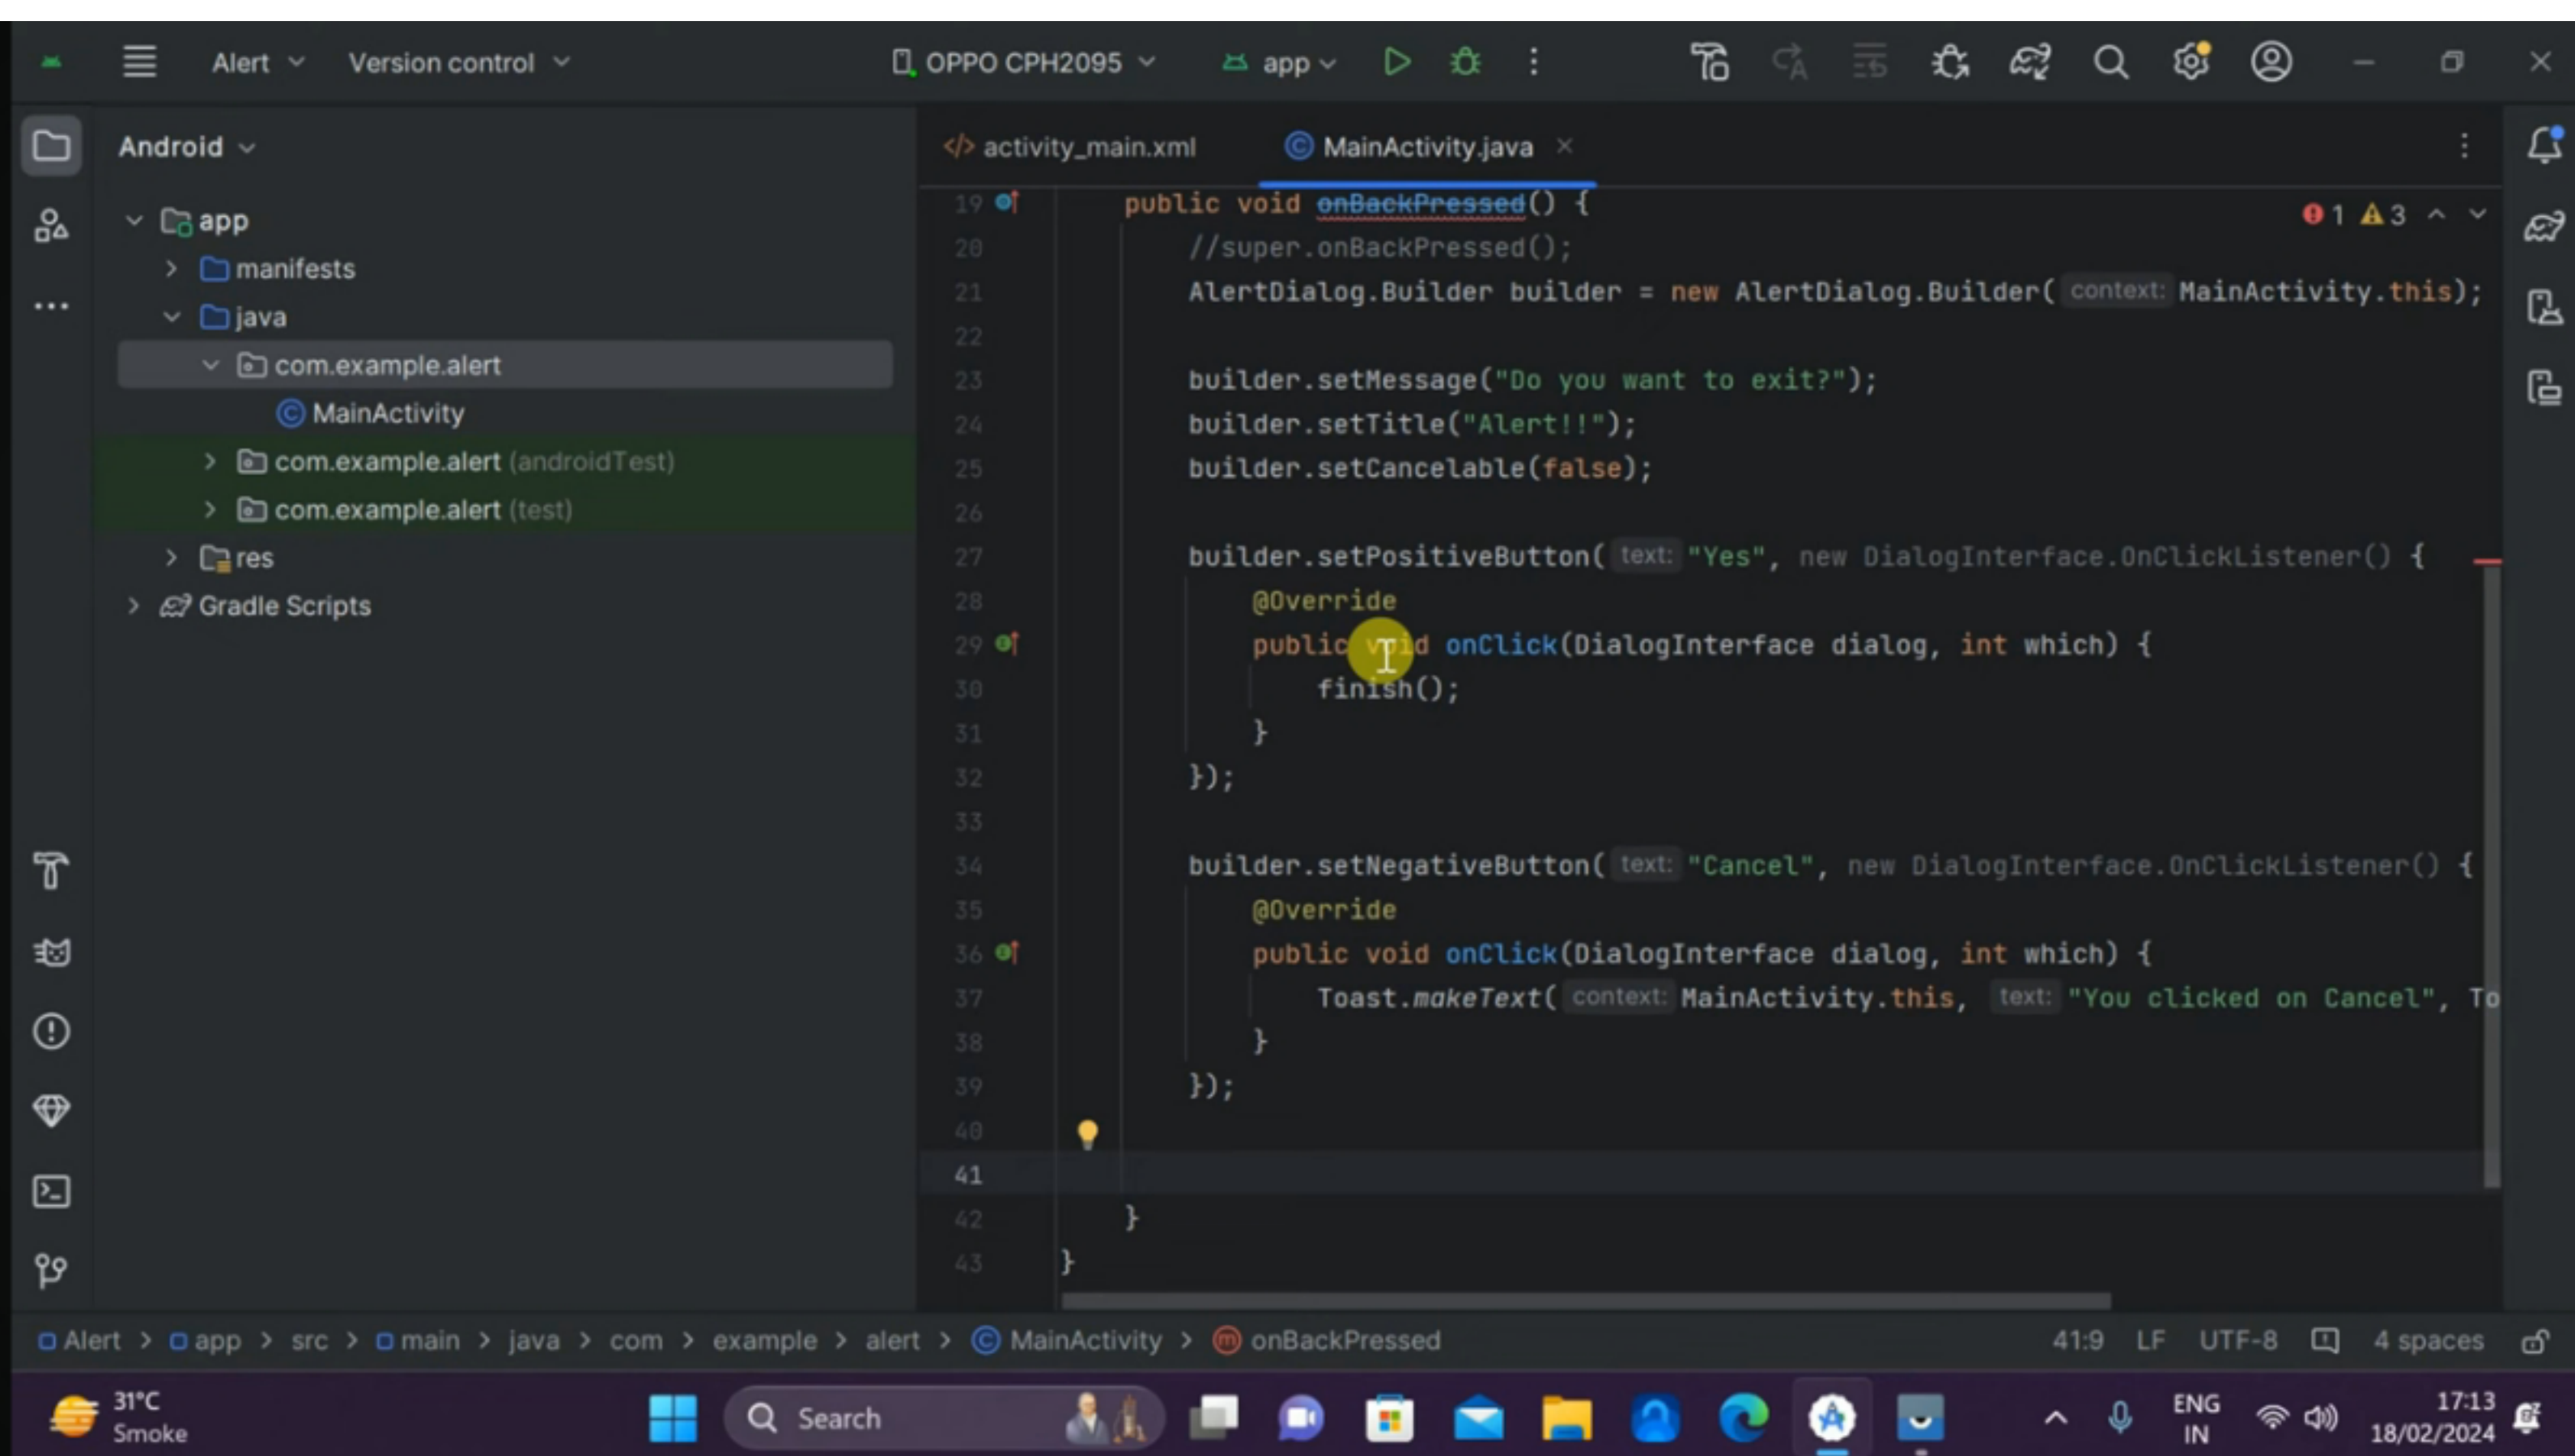 Alert Version control OPPO CPH2095 app
Android
activity_main.xml MainActivity.java
app
manifests
java
com.example.alert
MainActivity
com.example.alert (androidTest)
com.example.alert (test)
res
Gradle Scripts
1 3
19 public void onBackPressed() {
20 //super.onBackPressed();
21 AlertDialog.Builder builder = new AlertDialog.Builder( context: MainActivity.this);
22
23 builder.setMessage("Do you want to exit?");
24 builder.setTitle("Alert!!");
25 builder.setCancelable(false);
26
27 builder.setPositiveButton( text: "Yes", new DialogInterface.OnClickListener() {
28 @Override
29 public void onClick(DialogInterface dialog, int which) {
30 finish();
31 }
32 });
33
34 builder.setNegativeButton( text: "Cancel", new DialogInterface.OnClickListener() {
35 @Override
36 public void onClick(DialogInterface dialog, int which) {
37 Toast.makeText( context: MainActivity.this, text: "You clicked on Cancel", To
38 }
39 });
40
41
42 }
43 }
Alert > app > src > main > java > com > example > alert > MainActivity > onBackPressed 41:9 LF UTF-8 4 spaces
31°C
Smoke
Search
ENG
IN
17:13
18/02/2024